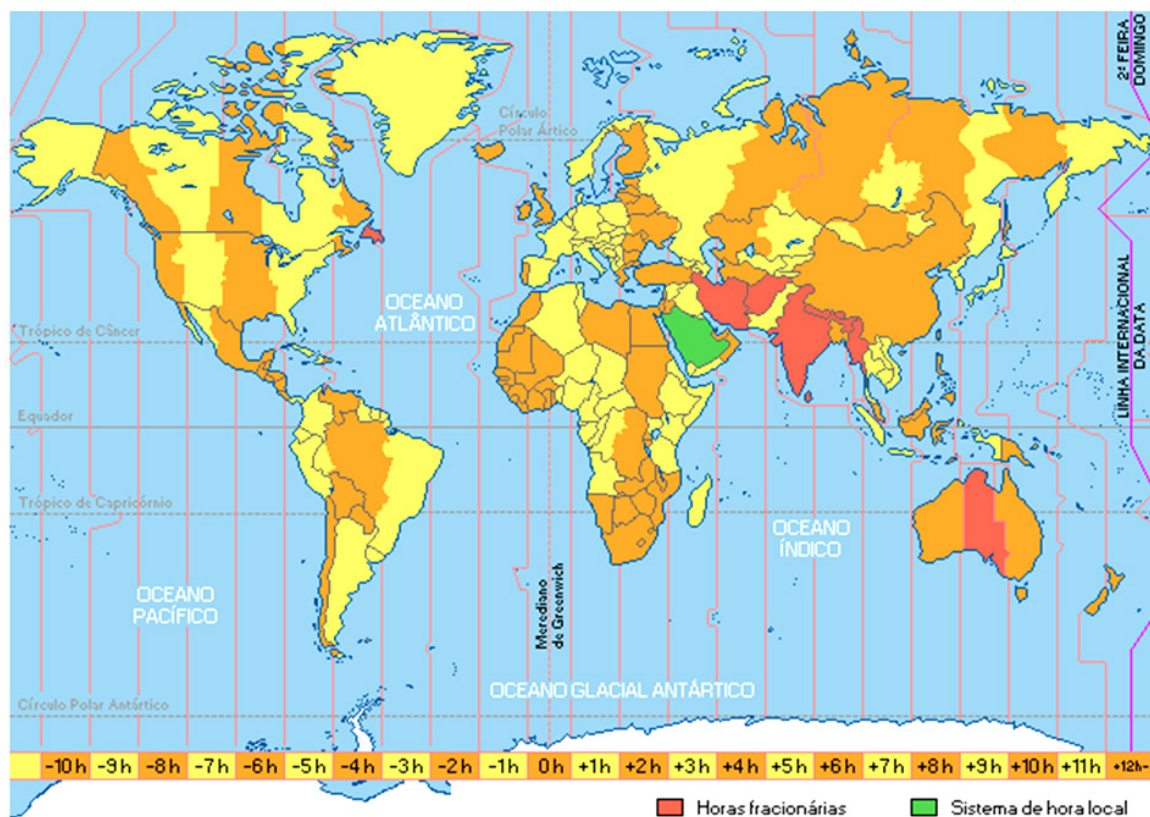 2ª FEIRA
DOMINGO
Círculo
Polar Ártico
OCEANO
ATLÂNTICO
LINHA INTERNACIONAL
DA DATA
Trópico de Câncer
Equador
Trópico de Capricórnio
OCEANO
ÍNDICO
OCEANO
PACÍFICO
Merediano
de Greenwich
OCEANO GLACIAL ANTÁRTICO
Círculo Polar Antártico
-10h -9h -8h -7h -6h -5h -4h -3h -2h -1h 0h +1h +2h +3h +4h +5h +6h +7h +8h +9h +10h +11h +12h-
Horas fracionárias
Sistema de hora local